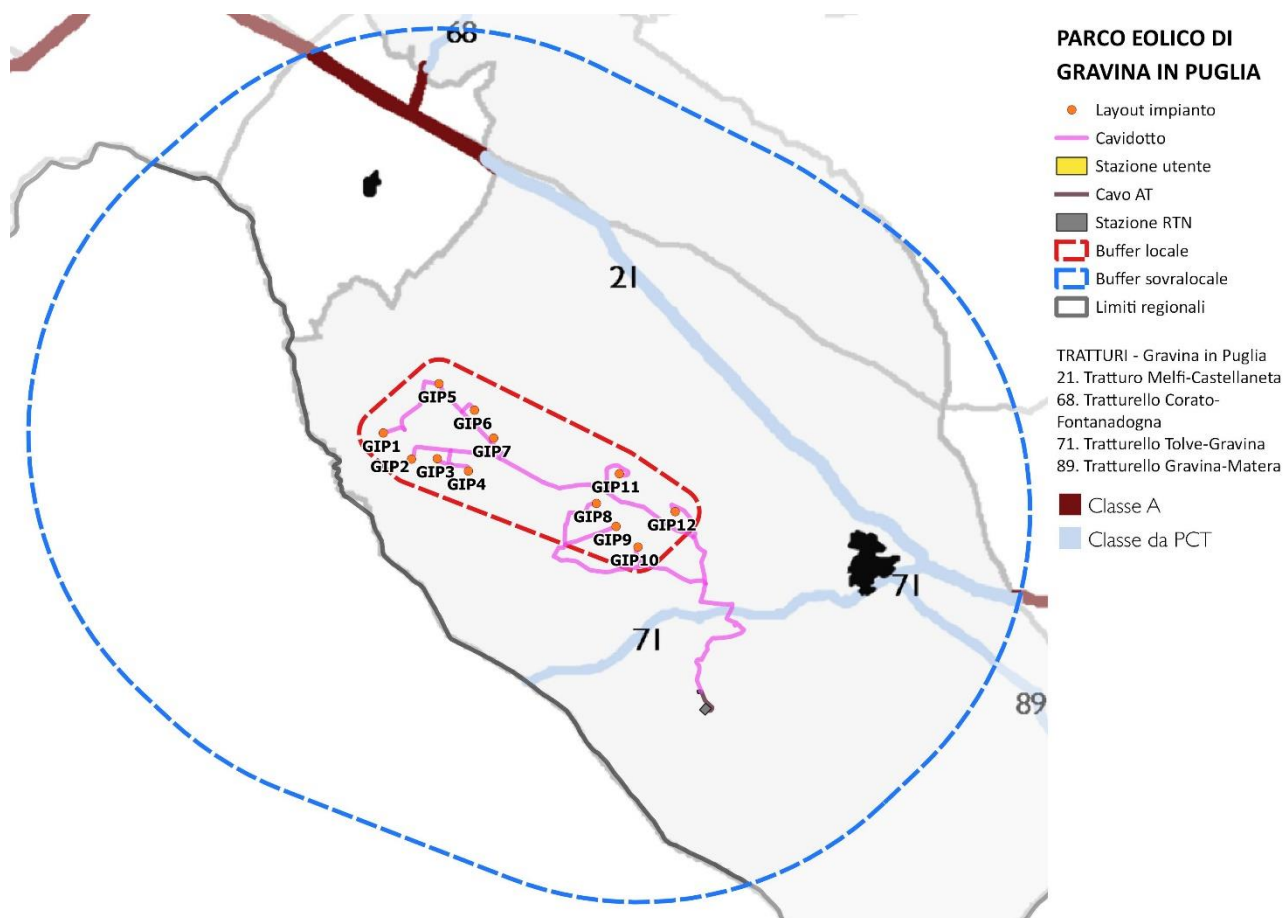 68
21
GIP5
GIP6
GIP1
GIP7
GIP2
GIP3
GIP4
GIP11
GIP8
GIP12
GIP9
GIP10
71
71
89
PARCO EOLICO DI
GRAVINA IN PUGLIA
Layout impianto
Cavidotto
Stazione utente
Cavo AT
Stazione RTN
Buffer locale
Buffer sovralocale
Limiti regionali
TRATTURI - Gravina in Puglia
21. Tratturo Melfi-Castellaneta
68. Tratturello Corato-
Fontanadogna
71. Tratturello Tolve-Gravina
89. Tratturello Gravina-Matera
Classe A
Classe da PCT